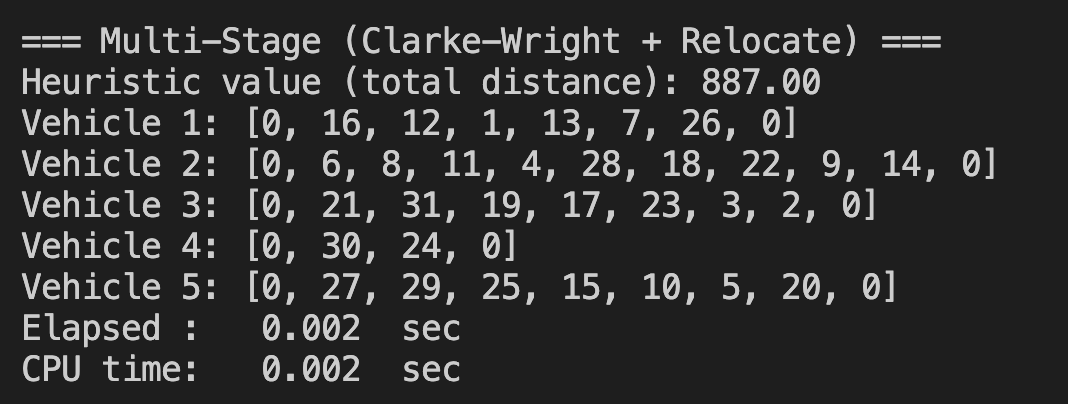 === Multi-Stage (Clarke-Wright + Relocate) ===
Heuristic value (total distance): 887.00
Vehicle 1: [0, 16, 12, 1, 13, 7, 26, 0]
Vehicle 2: [0, 6, 8, 11, 4, 28, 18, 22, 9, 14, 0]
Vehicle 3: [0, 21, 31, 19, 17, 23, 3, 2, 0]
Vehicle 4: [0, 30, 24, 0]
Vehicle 5: [0, 27, 29, 25, 15, 10, 5, 20, 0]
Elapsed :   0.002  sec
CPU time:   0.002  sec